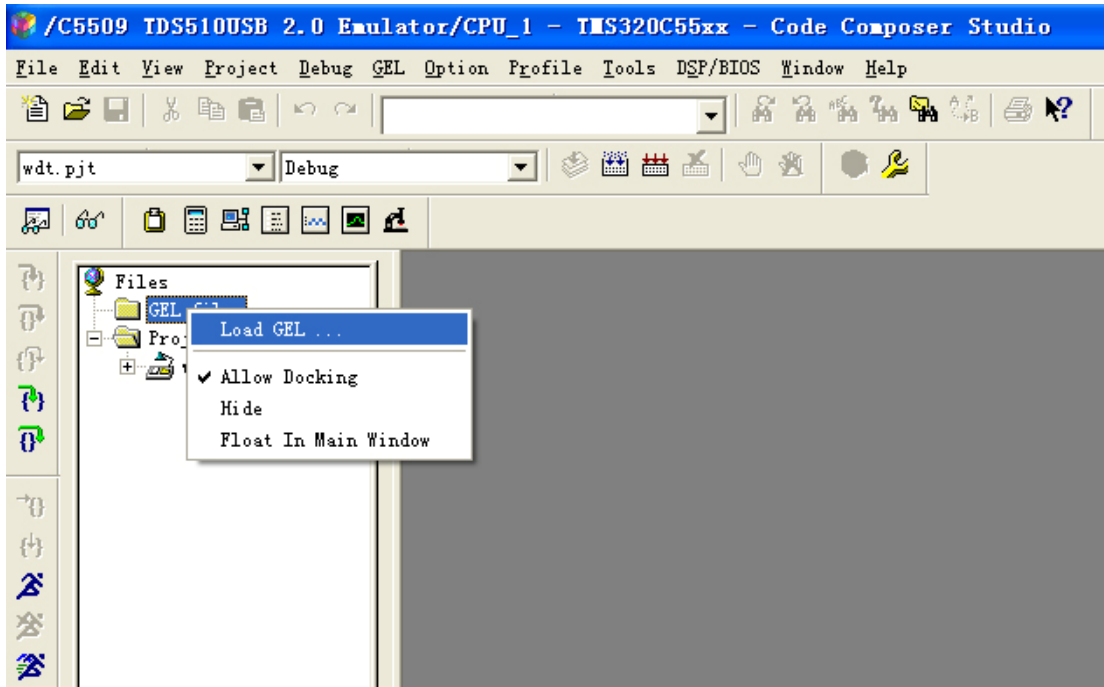 /C5509 TDS510USB 2.0 Emulator/CPU_1 - TMS320C55xx - Code Composer Studio
File Edit View Project Debug GEL Option Profile Tools DSP/BIOS Window Help
wdt.pjt Debug
Files
GEL
Load GEL ...
Allow Docking
Hide
Float In Main Window